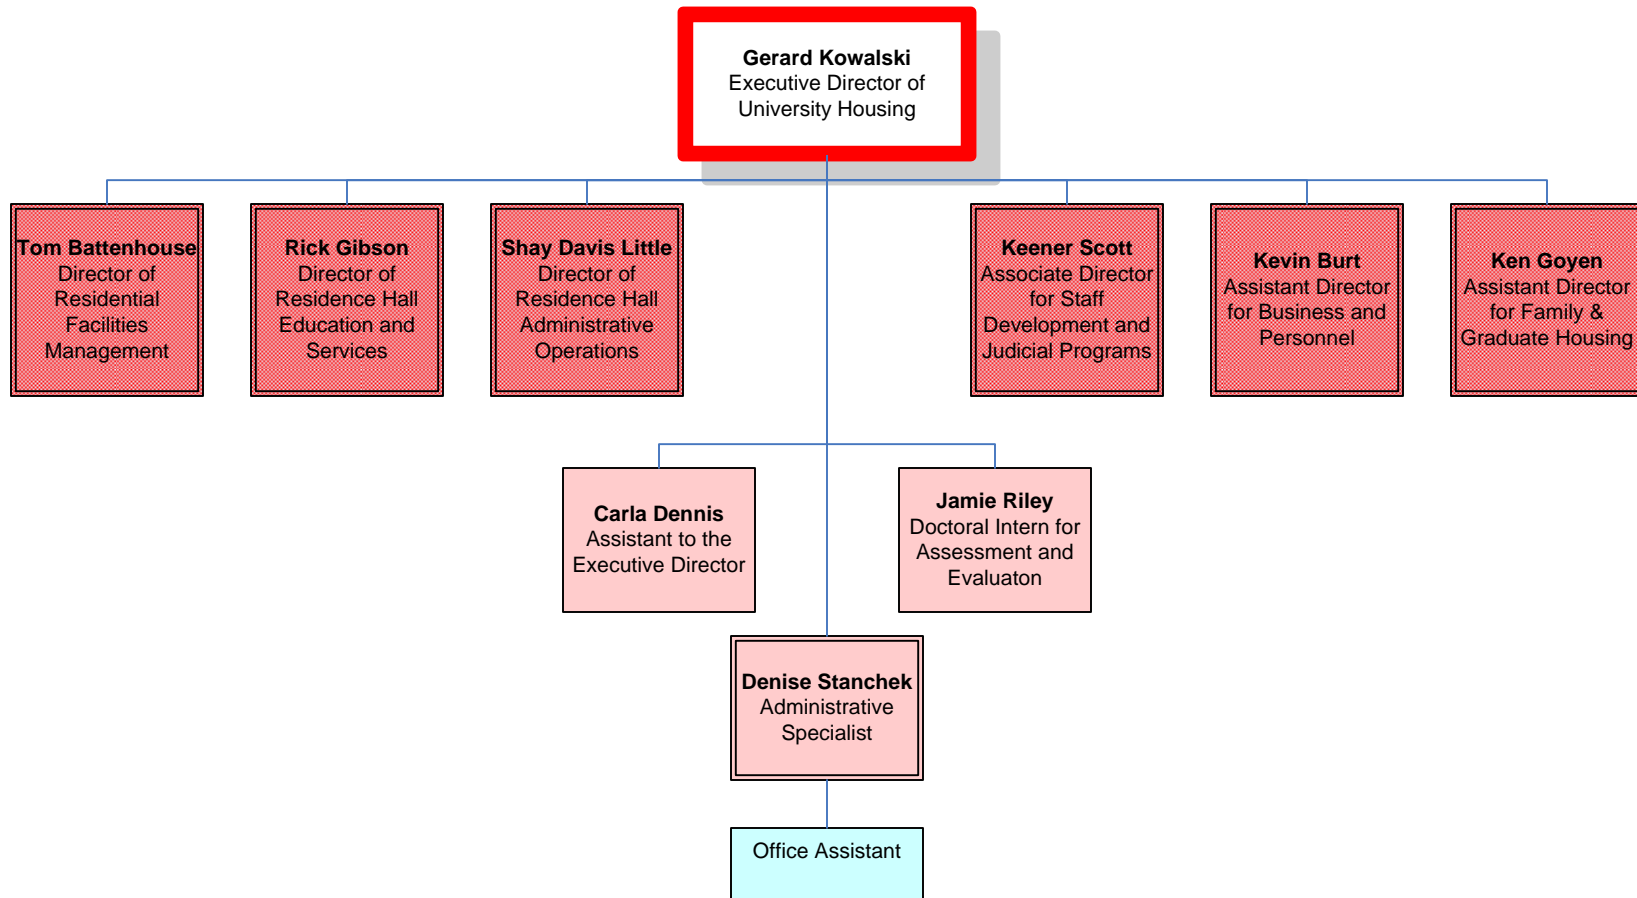 Gerard Kowalski
Executive Director of
University Housing
Tom Battenhouse
Director of
Residential
Facilities
Management
Rick Gibson
Director of
Residence Hall
Education and
Services
Shay Davis Little
Director of
Residence Hall
Administrative
Operations
Keener Scott
Associate Director
for Staff
Development and
Judicial Programs
Kevin Burt
Assistant Director
for Business and
Personnel
Ken Goyen
Assistant Director
for Family &
Graduate Housing
Carla Dennis
Assistant to the
Executive Director
Jamie Riley
Doctoral Intern for
Assessment and
Evaluaton
Denise Stanchek
Administrative
Specialist
Office Assistant